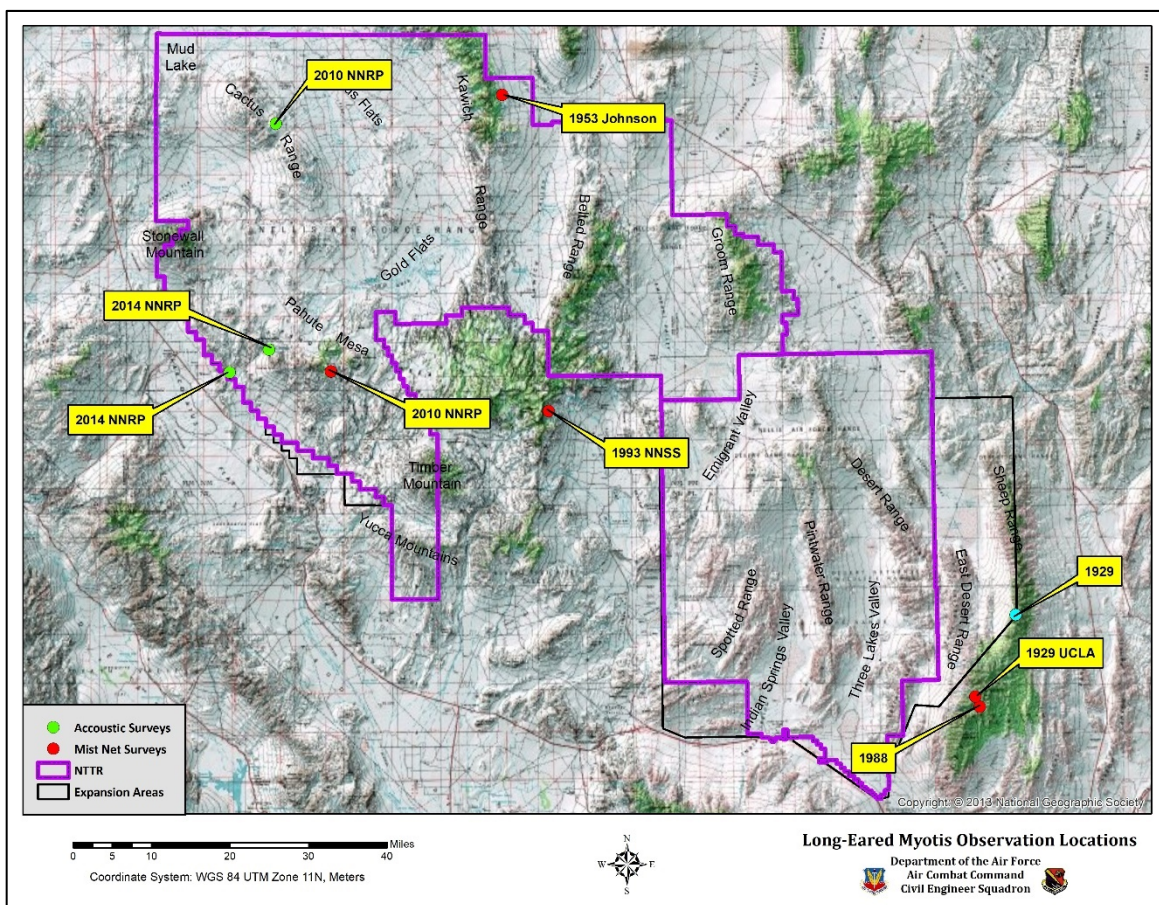 Mud
Lake
2010 NNRP
Cactus
Range
Flats
Kawich
Range
1953 Johnson
Belted Range
Groom Range
Stonewall
Mountain
NELLIS AIR FORCE RANGE
Gold Flats
2014 NNRP
Pahute Mesa
2014 NNRP
2010 NNRP
1993 NNSS
Timber
Mountain
Yucca Mountains
Emigrant Valley
Desert Range
Sheep Range
Pintwater Range
East Desert Range
Spotted Range
Indian Springs Valley
Three Lakes Valley
1929
1929 UCLA
1988
Accoustic Surveys
Mist Net Surveys
NTTR
Expansion Areas
Copyright: © 2013 National Geographic Society
0 5 10 20 30 40 Miles
Coordinate System: WGS 84 UTM Zone 11N, Meters
N
W E
S
Long-Eared Myotis Observation Locations
Department of the Air Force
Air Combat Command
Civil Engineer Squadron